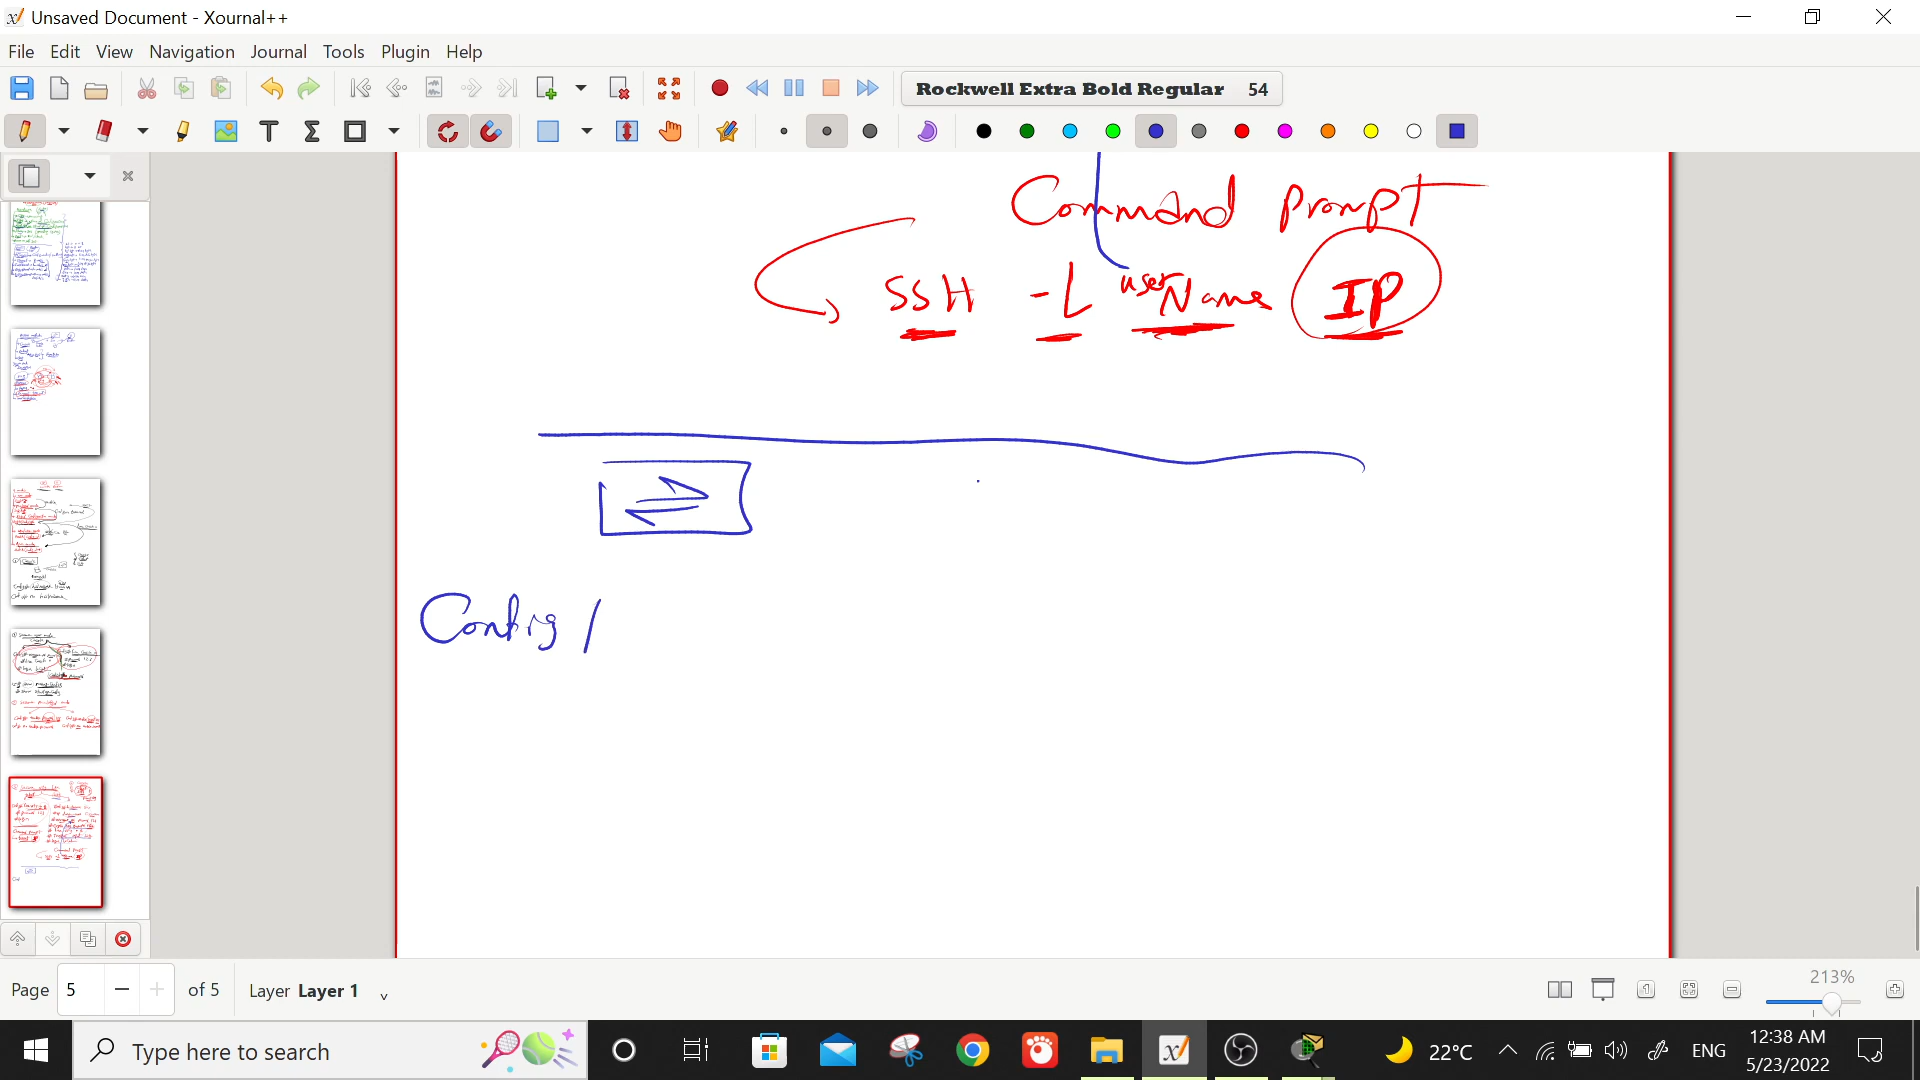 Unsaved Document - Xournal++
File Edit View Navigation Journal Tools Plugin Help
Rockwell Extra Bold Regular 54
Command Prompt
SSH -L userName IP
Config /
Page 5 of 5 Layer Layer 1
213%
Type here to search
22°C ENG
12:38 AM
5/23/2022